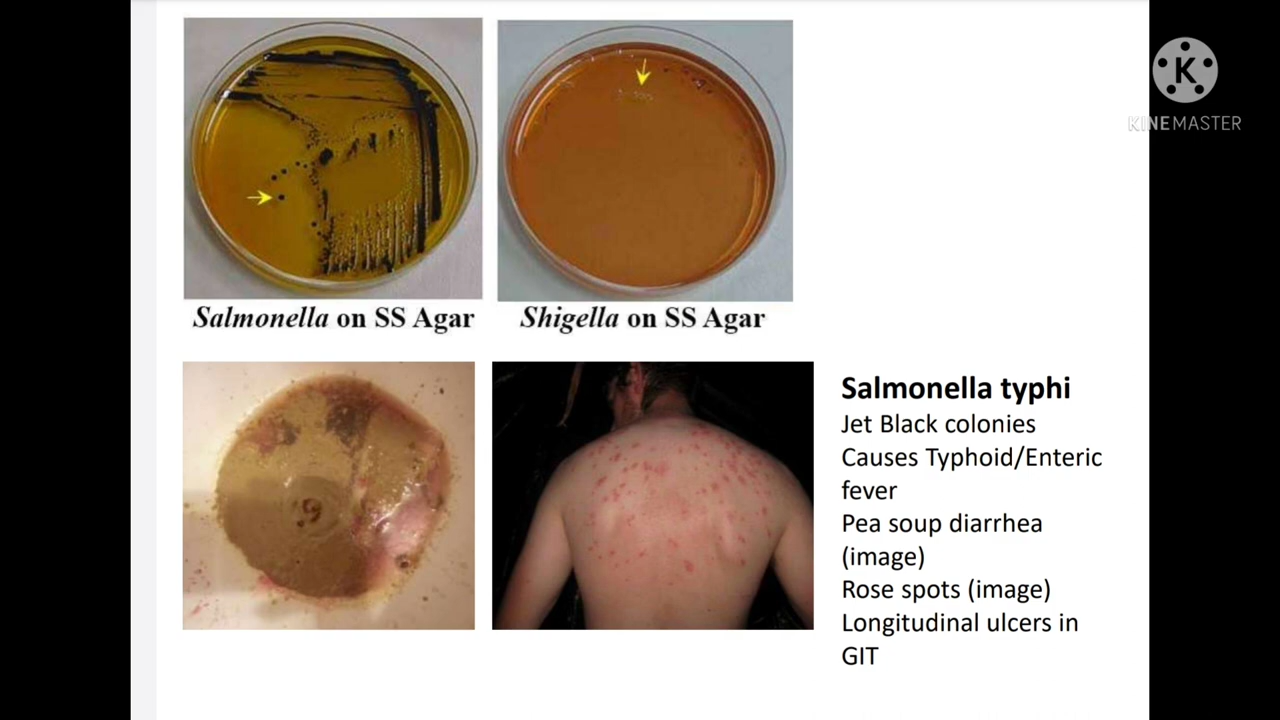 K
KINEMASTER
Salmonella on SS Agar
Shigella on SS Agar
Salmonella typhi
Jet Black colonies
Causes Typhoid/Enteric
fever
Pea soup diarrhea
(image)
Rose spots (image)
Longitudinal ulcers in
GIT